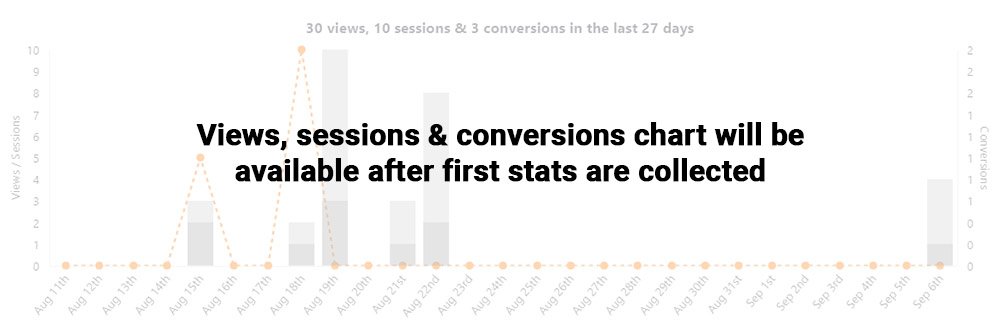 30 views, 10 sessions & 3 conversions in the last 27 days
10
9
8
7
6
5
4
3
2
1
0
Views / Sessions
Views, sessions & conversions chart will be
available after first stats are collected
2
2
2
1
1
1
1
1
0
0
0
Conversions
Aug 11th
Aug 12th
Aug 13th
Aug 14th
Aug 15th
Aug 16th
Aug 17th
Aug 18th
Aug 19th
Aug 20th
Aug 21st
Aug 22nd
Aug 23rd
Aug 24th
Aug 25th
Aug 26th
Aug 27th
Aug 28th
Aug 29th
Aug 30th
Aug 31st
Sep 1st
Sep 2nd
Sep 3rd
Sep 4th
Sep 5th
Sep 6th